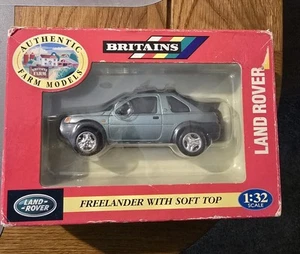 AUTHENTIC
FARM MODELS
BRITAINS
LAND ROVER
LAND-
ROVER
FREELANDER WITH SOFT TOP
1:32
SCALE